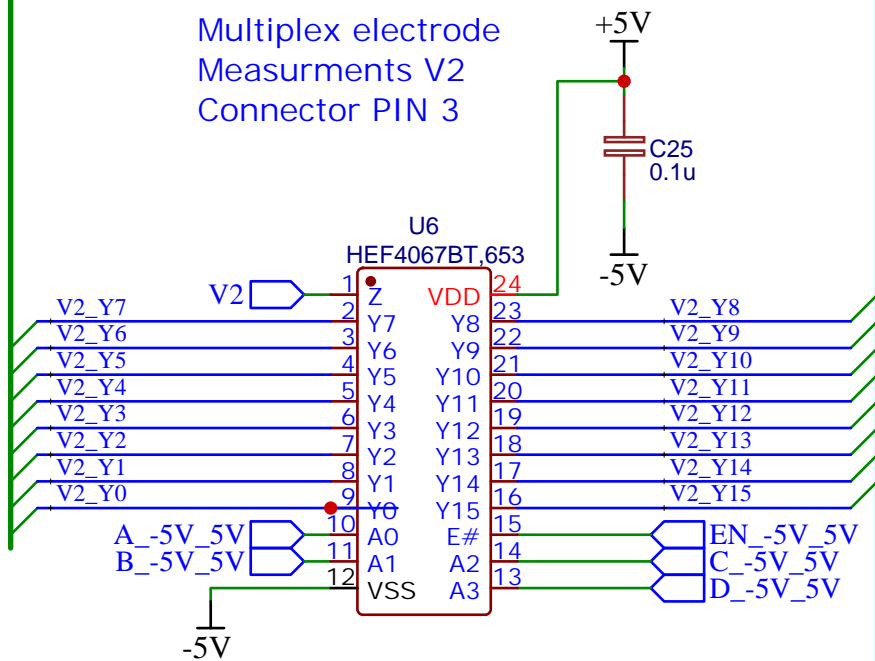 Multiplex electrode
Measurments V2
Connector PIN 3
+5V
C25
0.1u
-5V
U6
HEF4067BT,653
V2
1
Z
VDD
24
V2_Y7
2
Y7
Y8
23
V2_Y8
V2_Y6
3
Y6
Y9
22
V2_Y9
V2_Y5
4
Y5
Y10
21
V2_Y10
V2_Y4
5
Y4
Y11
20
V2_Y11
V2_Y3
6
Y3
Y12
19
V2_Y12
V2_Y2
7
Y2
Y13
18
V2_Y13
V2_Y1
8
Y1
Y14
17
V2_Y14
V2_Y0
9
Y0
Y15
16
V2_Y15
A_-5V_5V
10
A0
E#
15
EN_-5V_5V
B_-5V_5V
11
A1
A2
14
C_-5V_5V
12
VSS
A3
13
D_-5V_5V
-5V